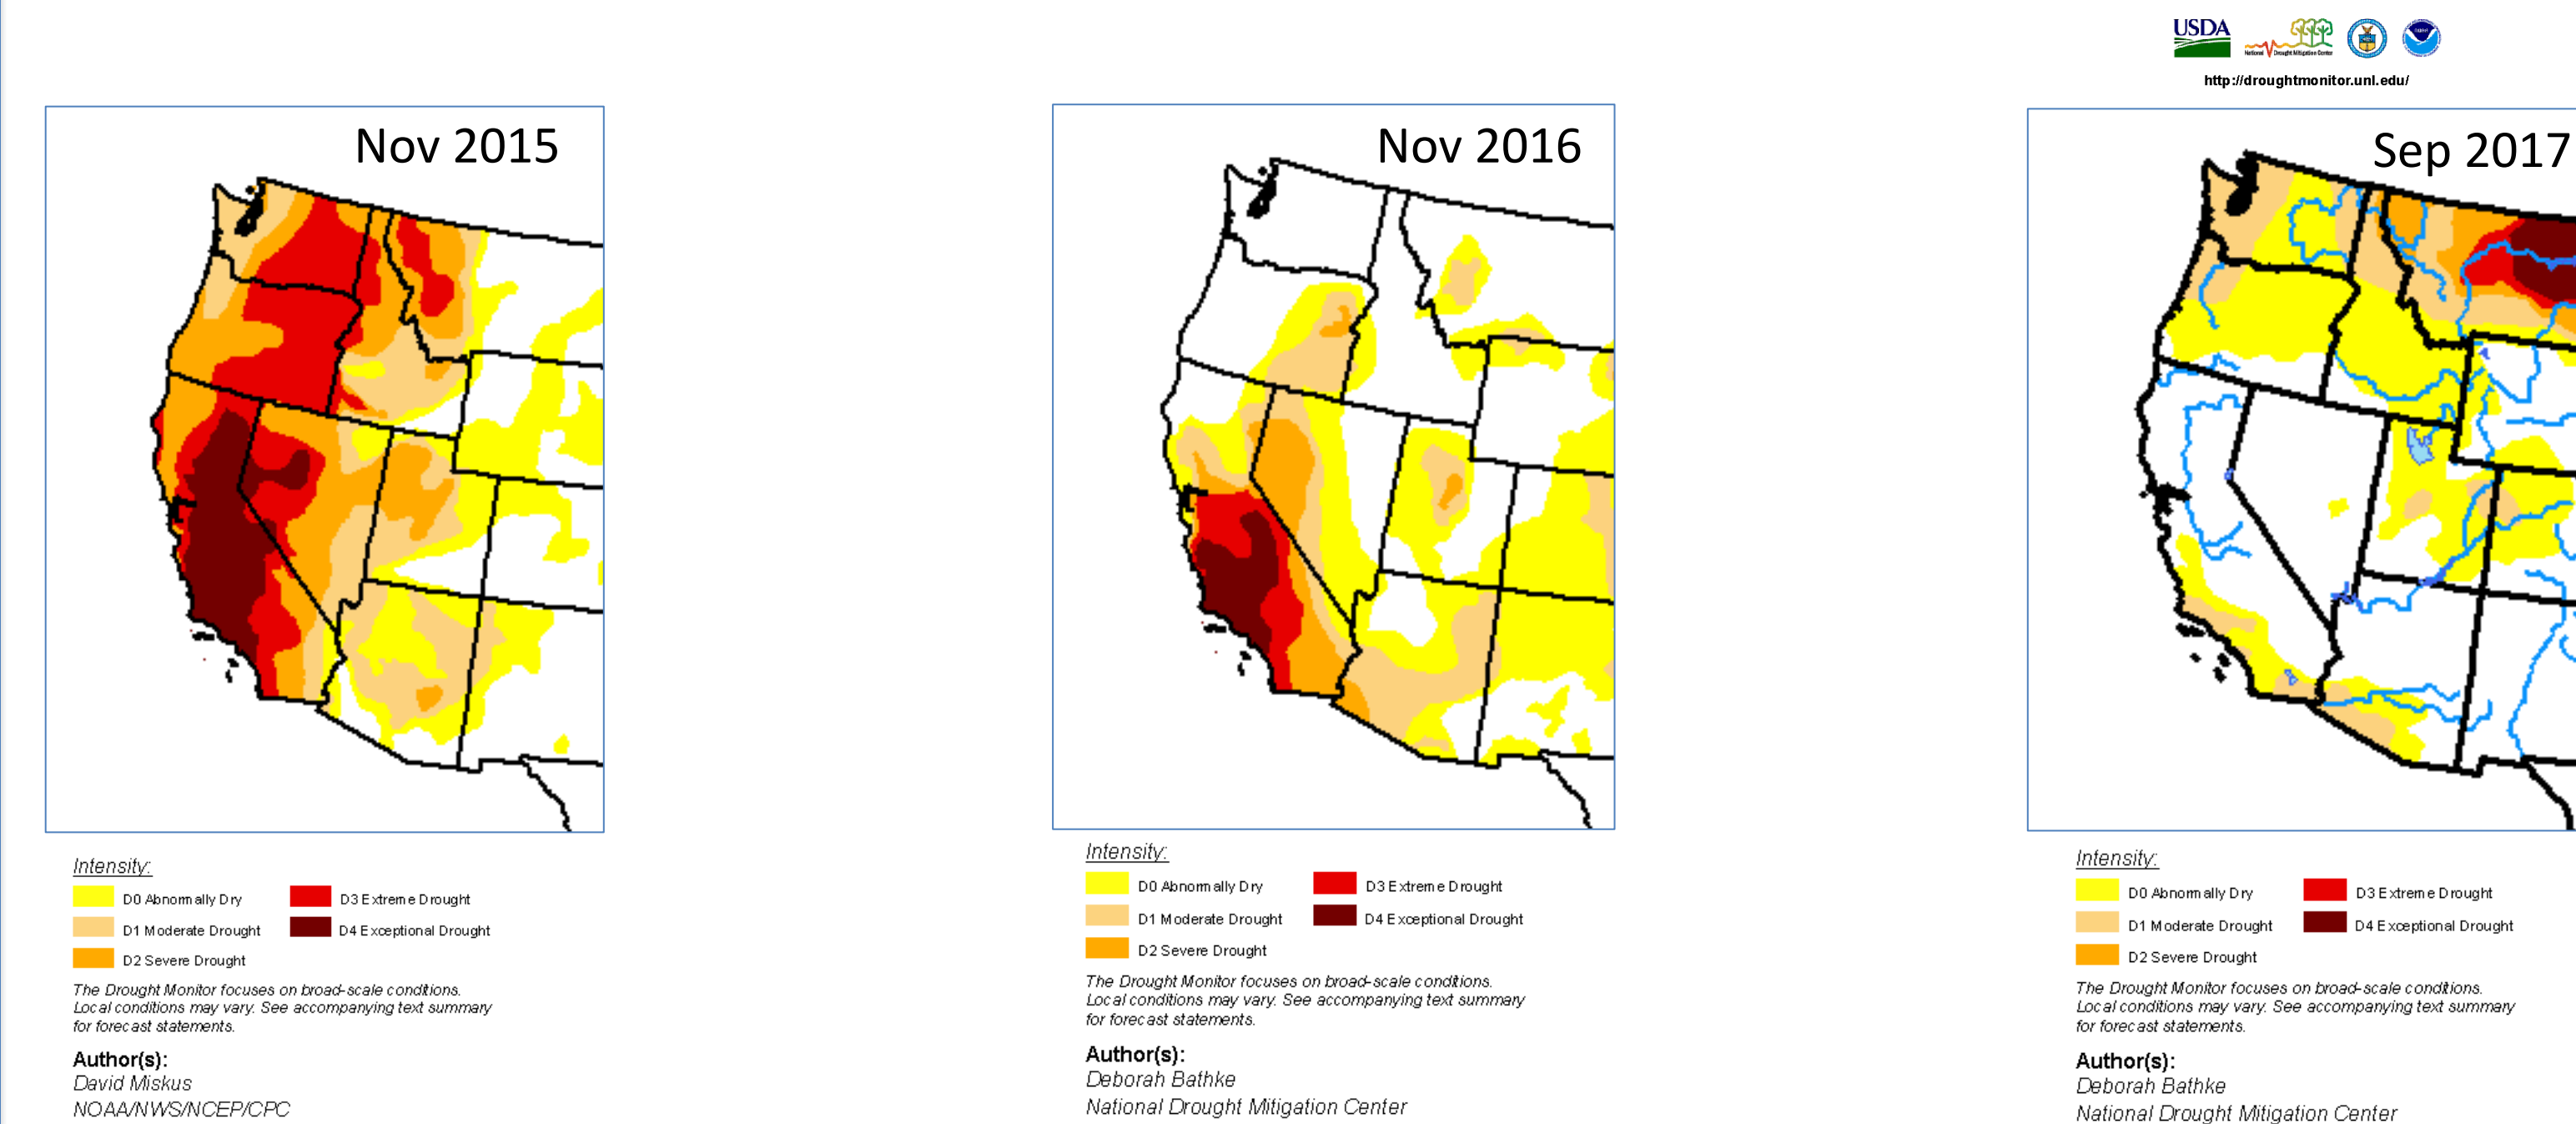 USDA
National Drought Mitigation Center
http://droughtmonitor.unl.edu/
Nov 2015
Intensity:
D0 Abnormally Dry
D1 Moderate Drought
D2 Severe Drought
D3 Extreme Drought
D4 Exceptional Drought
The Drought Monitor focuses on broad-scale conditions.
Local conditions may vary. See accompanying text summary
for forecast statements.
Author(s):
David Miskus
NOAA/NWS/NCEP/CPC
Nov 2016
Intensity:
D0 Abnormally Dry
D1 Moderate Drought
D2 Severe Drought
D3 Extreme Drought
D4 Exceptional Drought
The Drought Monitor focuses on broad-scale conditions.
Local conditions may vary. See accompanying text summary
for forecast statements.
Author(s):
Deborah Bathke
National Drought Mitigation Center
Sep 2017
Intensity:
D0 Abnormally Dry
D1 Moderate Drought
D2 Severe Drought
D3 Extreme Drought
D4 Exceptional Drought
The Drought Monitor focuses on broad-scale conditions.
Local conditions may vary. See accompanying text summary
for forecast statements.
Author(s):
Deborah Bathke
National Drought Mitigation Center